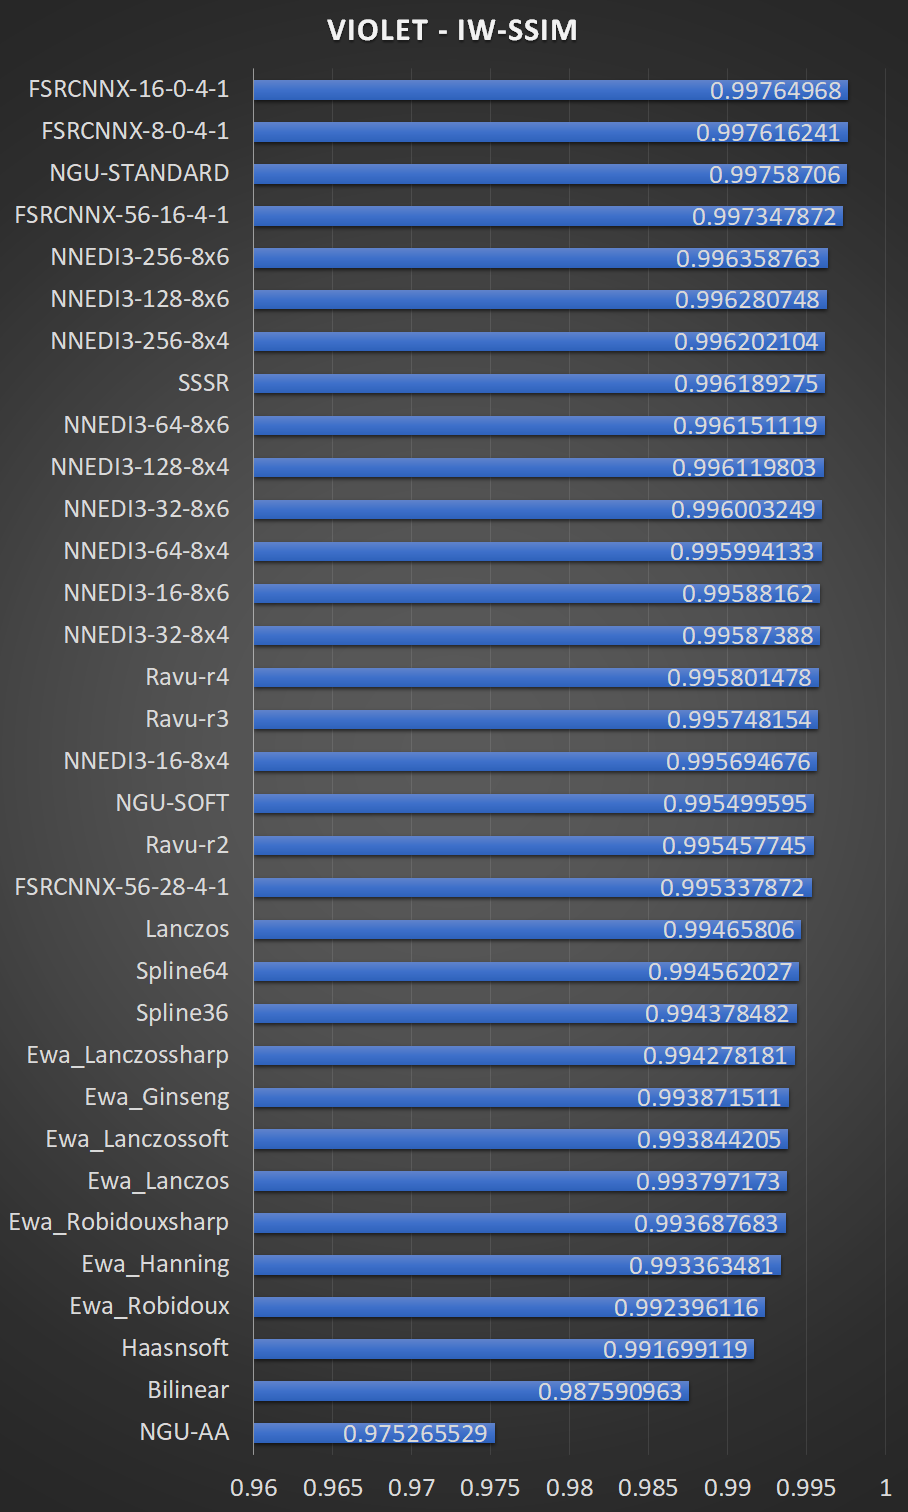 VIOLET - IW-SSIM
FSRCNNX-16-0-4-1 0.99764968
FSRCNNX-8-0-4-1 0.997616241
NGU-STANDARD 0.99758706
FSRCNNX-56-16-4-1 0.997347872
NNEDI3-256-8x6 0.996358763
NNEDI3-128-8x6 0.996280748
NNEDI3-256-8x4 0.996202104
SSSR 0.996189275
NNEDI3-64-8x6 0.996151119
NNEDI3-128-8x4 0.996119803
NNEDI3-32-8x6 0.996003249
NNEDI3-64-8x4 0.995994133
NNEDI3-16-8x6 0.99588162
NNEDI3-32-8x4 0.99587388
Ravu-r4 0.995801478
Ravu-r3 0.995748154
NNEDI3-16-8x4 0.995694676
NGU-SOFT 0.995499595
Ravu-r2 0.995457745
FSRCNNX-56-28-4-1 0.995337872
Lanczos 0.99465806
Spline64 0.994562027
Spline36 0.994378482
Ewa_Lanczossharp 0.994278181
Ewa_Ginseng 0.993871511
Ewa_Lanczossoft 0.993844205
Ewa_Lanczos 0.993797173
Ewa_Robidouxsharp 0.993687683
Ewa_Hanning 0.993363481
Ewa_Robidoux 0.992396116
Haasnsoft 0.991699119
Bilinear 0.987590963
NGU-AA 0.975265529
0.96 0.965 0.97 0.975 0.98 0.985 0.99 0.995 1